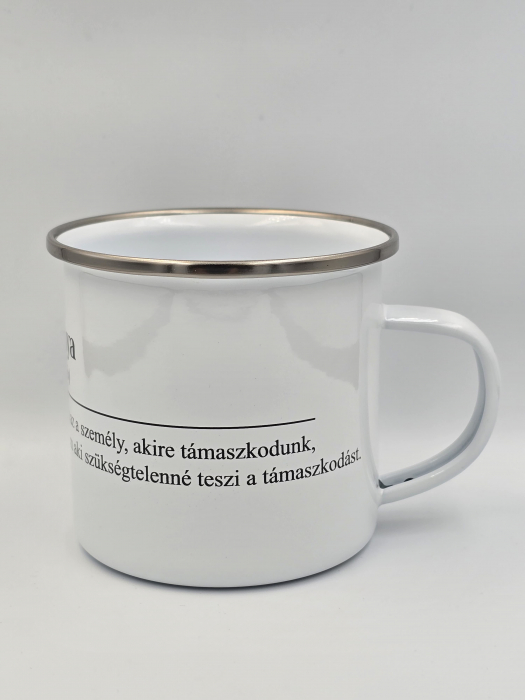 a személy, akire támaszkodunk,
aki szükségtelenné teszi a támaszkodást.